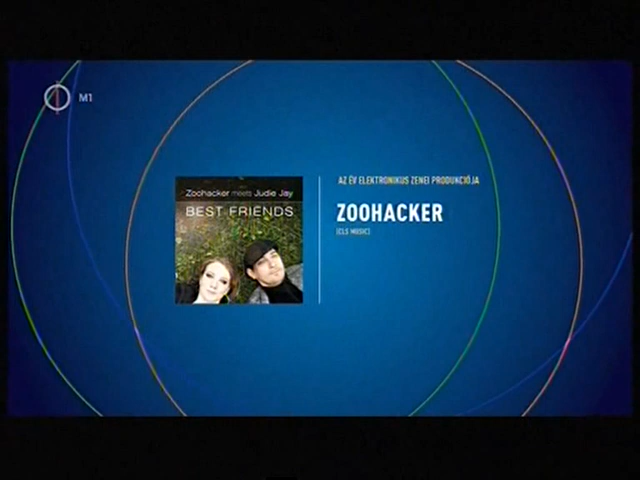 M1
AZ ÉV ELEKTRONIKUS ZENEI PRODUKCIÓJA
Zoohacker meets Judie Jay
BEST FRIENDS
ZOOHACKER
(CLS MUSIC)